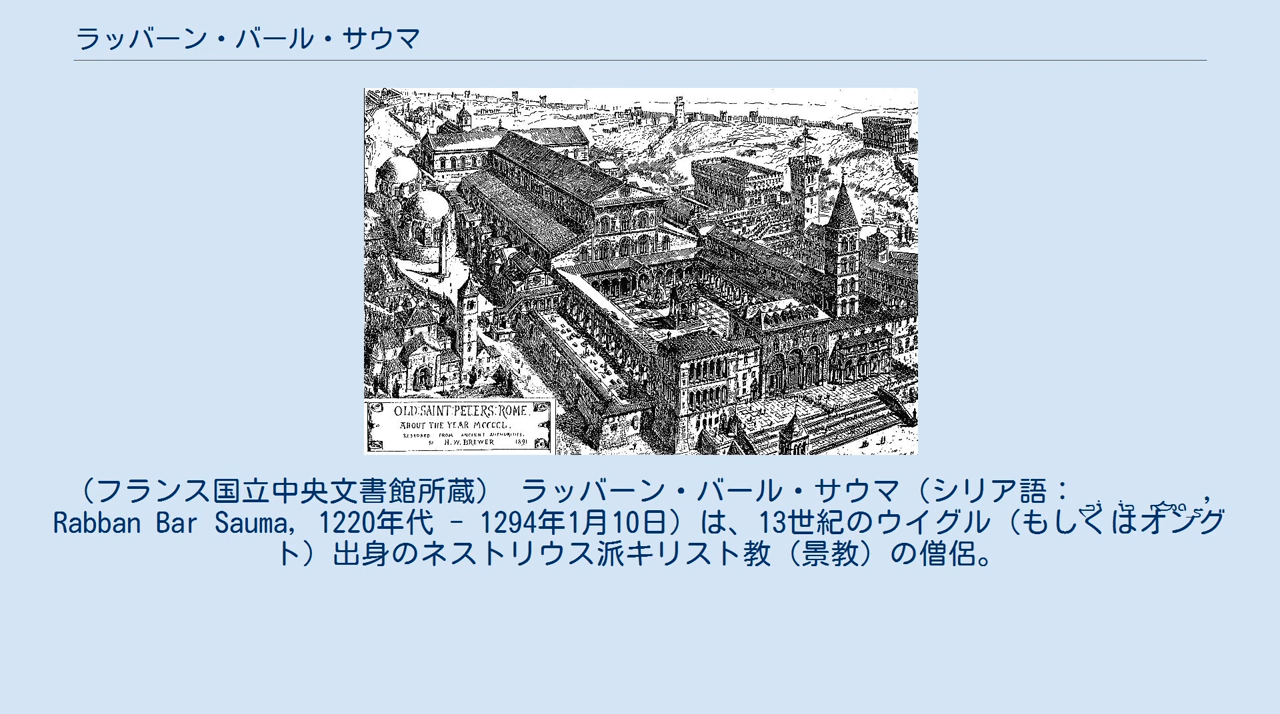 ラッバーン・バール・サウマ
OLD:SAINT:PETERS:ROME.
ABOUT THE YEAR MCCCCL.
RESTORED FROM ANCIENT AUTHORITIES,
BY H.W. BREWER 1891
（フランス国立中央文書館所蔵） ラッバーン・バール・サウマ（シリア語： ,
Rabban Bar Sauma, 1220年代 - 1294年1月10日）は、13世紀のウイグル（もしくはオング
ト）出身のネストリウス派キリスト教（景教）の僧侶。